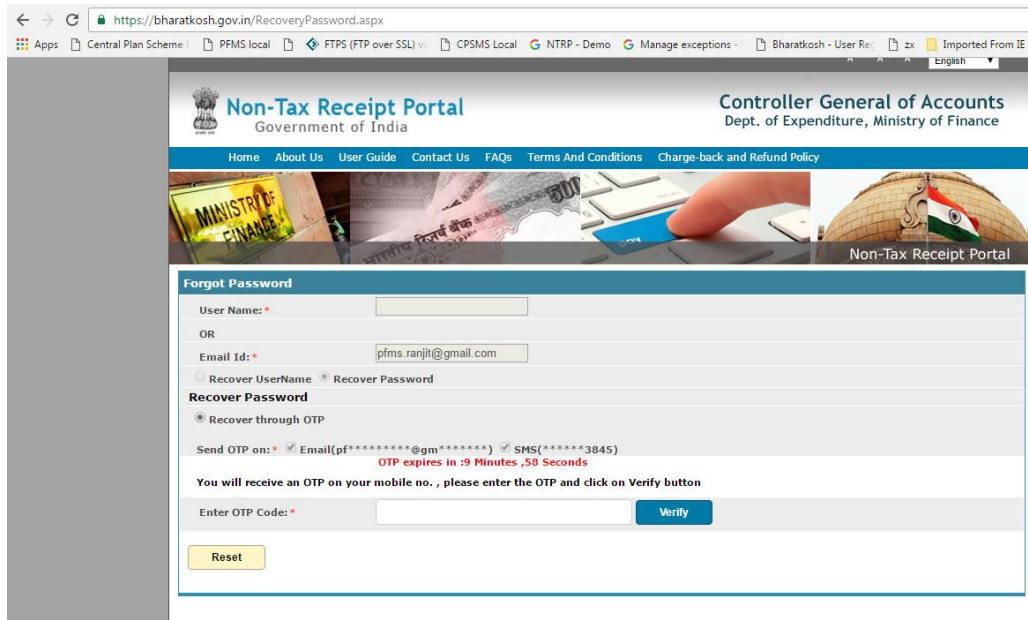 https://bharatkosh.gov.in/RecoveryPassword.aspx
Apps Central Plan Scheme PFMS local FTPS (FTP over SSL) CPSMS Local NTRP - Demo Manage exceptions - Bharatkosh - User Reg zx Imported From IE
A A A English
Non-Tax Receipt Portal
Government of India
Controller General of Accounts
Dept. of Expenditure, Ministry of Finance
Home About Us User Guide Contact Us FAQs Terms And Conditions Charge-back and Refund Policy
MINISTRY OF
FINANCE
500
भारतीय रिज़र्व बैंक
Pay
Non-Tax Receipt Portal
Forgot Password
User Name: *
OR
Email Id: * pfms.ranjit@gmail.com
Recover UserName Recover Password
Recover Password
Recover through OTP
Send OTP on: * Email(pf*********@gm*******) SMS(******3845)
OTP expires in :9 Minutes ,58 Seconds
You will receive an OTP on your mobile no. , please enter the OTP and click on Verify button
Enter OTP Code: * Verify
Reset